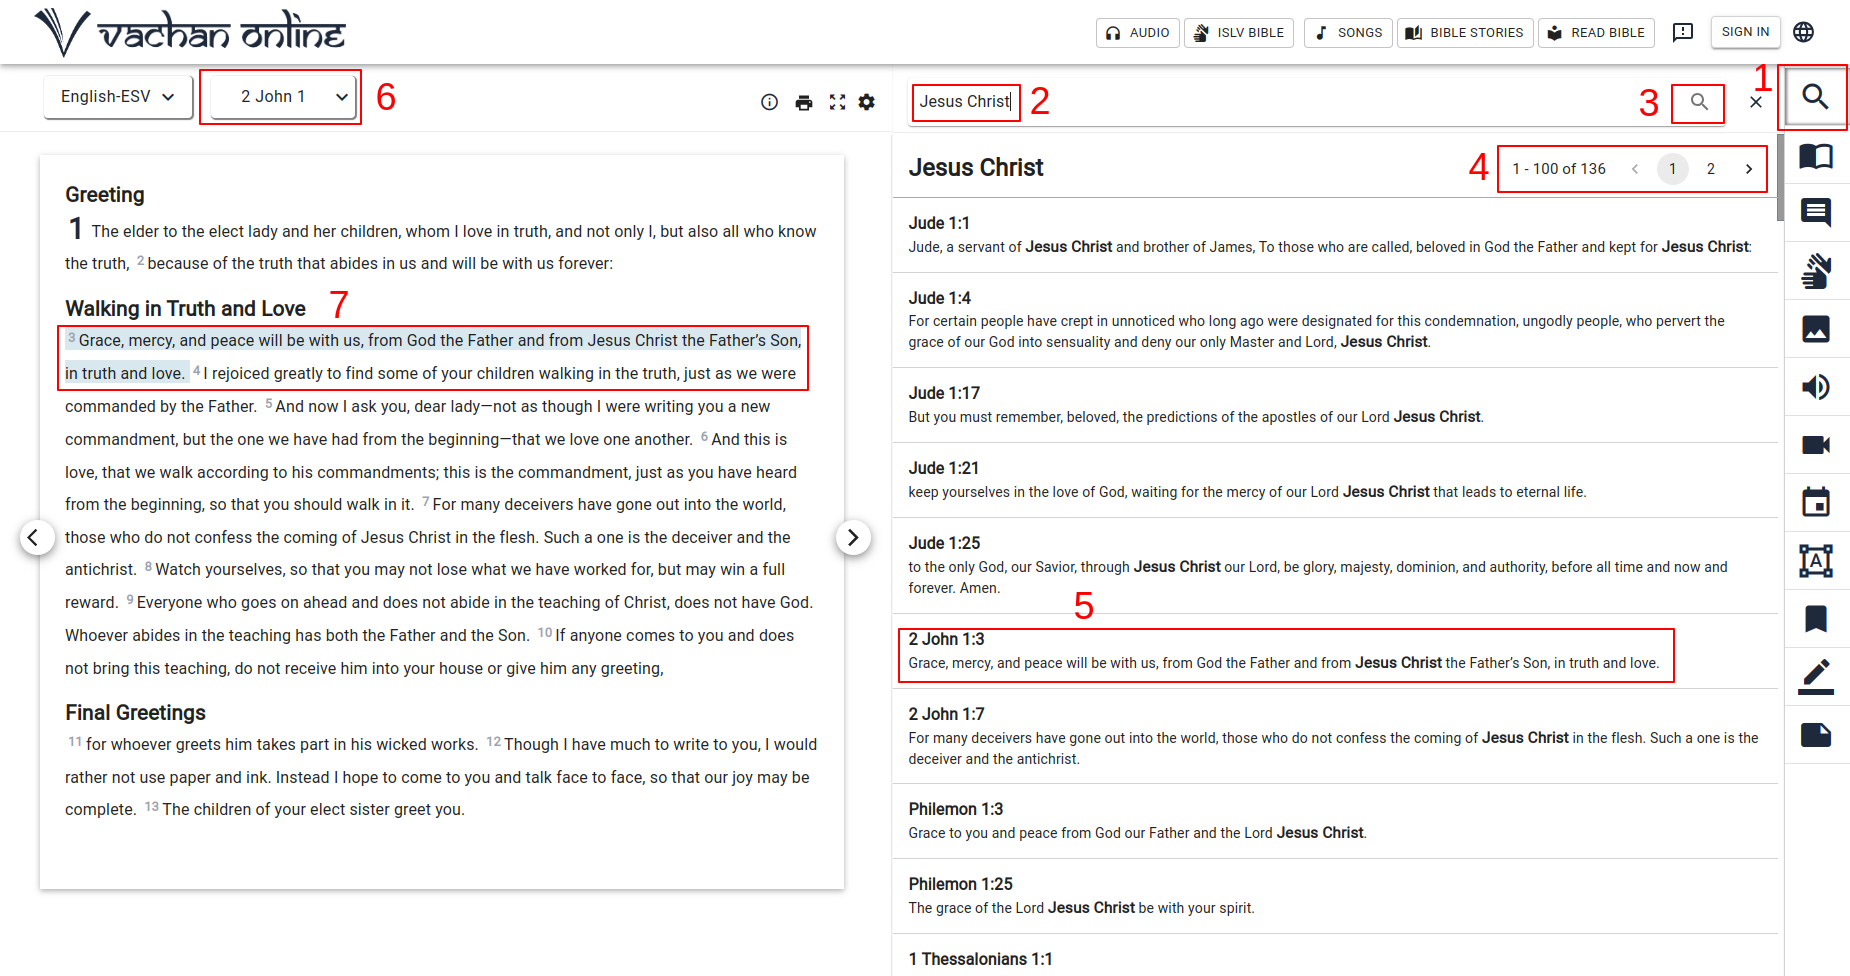 vachan online
AUDIO
ISLV BIBLE
SONGS
BIBLE STORIES
READ BIBLE
SIGN IN
English-ESV
2 John 1
6
Jesus Christ
2
3
1
Greeting
1 The elder to the elect lady and her children, whom I love in truth, and not only I, but also all who know
the truth, 2 because of the truth that abides in us and will be with us forever:
Walking in Truth and Love
7
3 Grace, mercy, and peace will be with us, from God the Father and from Jesus Christ the Father’s Son,
in truth and love. 4 I rejoiced greatly to find some of your children walking in the truth, just as we were
commanded by the Father. 5 And now I ask you, dear lady—not as though I were writing you a new
commandment, but the one we have had from the beginning—that we love one another. 6 And this is
love, that we walk according to his commandments; this is the commandment, just as you have heard
from the beginning, so that you should walk in it. 7 For many deceivers have gone out into the world,
those who do not confess the coming of Jesus Christ in the flesh. Such a one is the deceiver and the
antichrist. 8 Watch yourselves, so that you may not lose what we have worked for, but may win a full
reward. 9 Everyone who goes on ahead and does not abide in the teaching of Christ, does not have God.
Whoever abides in the teaching has both the Father and the Son. 10 If anyone comes to you and does
not bring this teaching, do not receive him into your house or give him any greeting,
Final Greetings
11 for whoever greets him takes part in his wicked works. 12 Though I have much to write to you, I would
rather not use paper and ink. Instead I hope to come to you and talk face to face, so that our joy may be
complete. 13 The children of your elect sister greet you.
Jesus Christ
4
1 - 100 of 136
1
2
Jude 1:1
Jude, a servant of Jesus Christ and brother of James, To those who are called, beloved in God the Father and kept for Jesus Christ:
Jude 1:4
For certain people have crept in unnoticed who long ago were designated for this condemnation, ungodly people, who pervert the
grace of our God into sensuality and deny our only Master and Lord, Jesus Christ.
Jude 1:17
But you must remember, beloved, the predictions of the apostles of our Lord Jesus Christ.
Jude 1:21
keep yourselves in the love of God, waiting for the mercy of our Lord Jesus Christ that leads to eternal life.
Jude 1:25
to the only God, our Savior, through Jesus Christ our Lord, be glory, majesty, dominion, and authority, before all time and now and
forever. Amen.
5
2 John 1:3
Grace, mercy, and peace will be with us, from God the Father and from Jesus Christ the Father’s Son, in truth and love.
2 John 1:7
For many deceivers have gone out into the world, those who do not confess the coming of Jesus Christ in the flesh. Such a one is the
deceiver and the antichrist.
Philemon 1:3
Grace to you and peace from God our Father and the Lord Jesus Christ.
Philemon 1:25
The grace of the Lord Jesus Christ be with your spirit.
1 Thessalonians 1:1
A